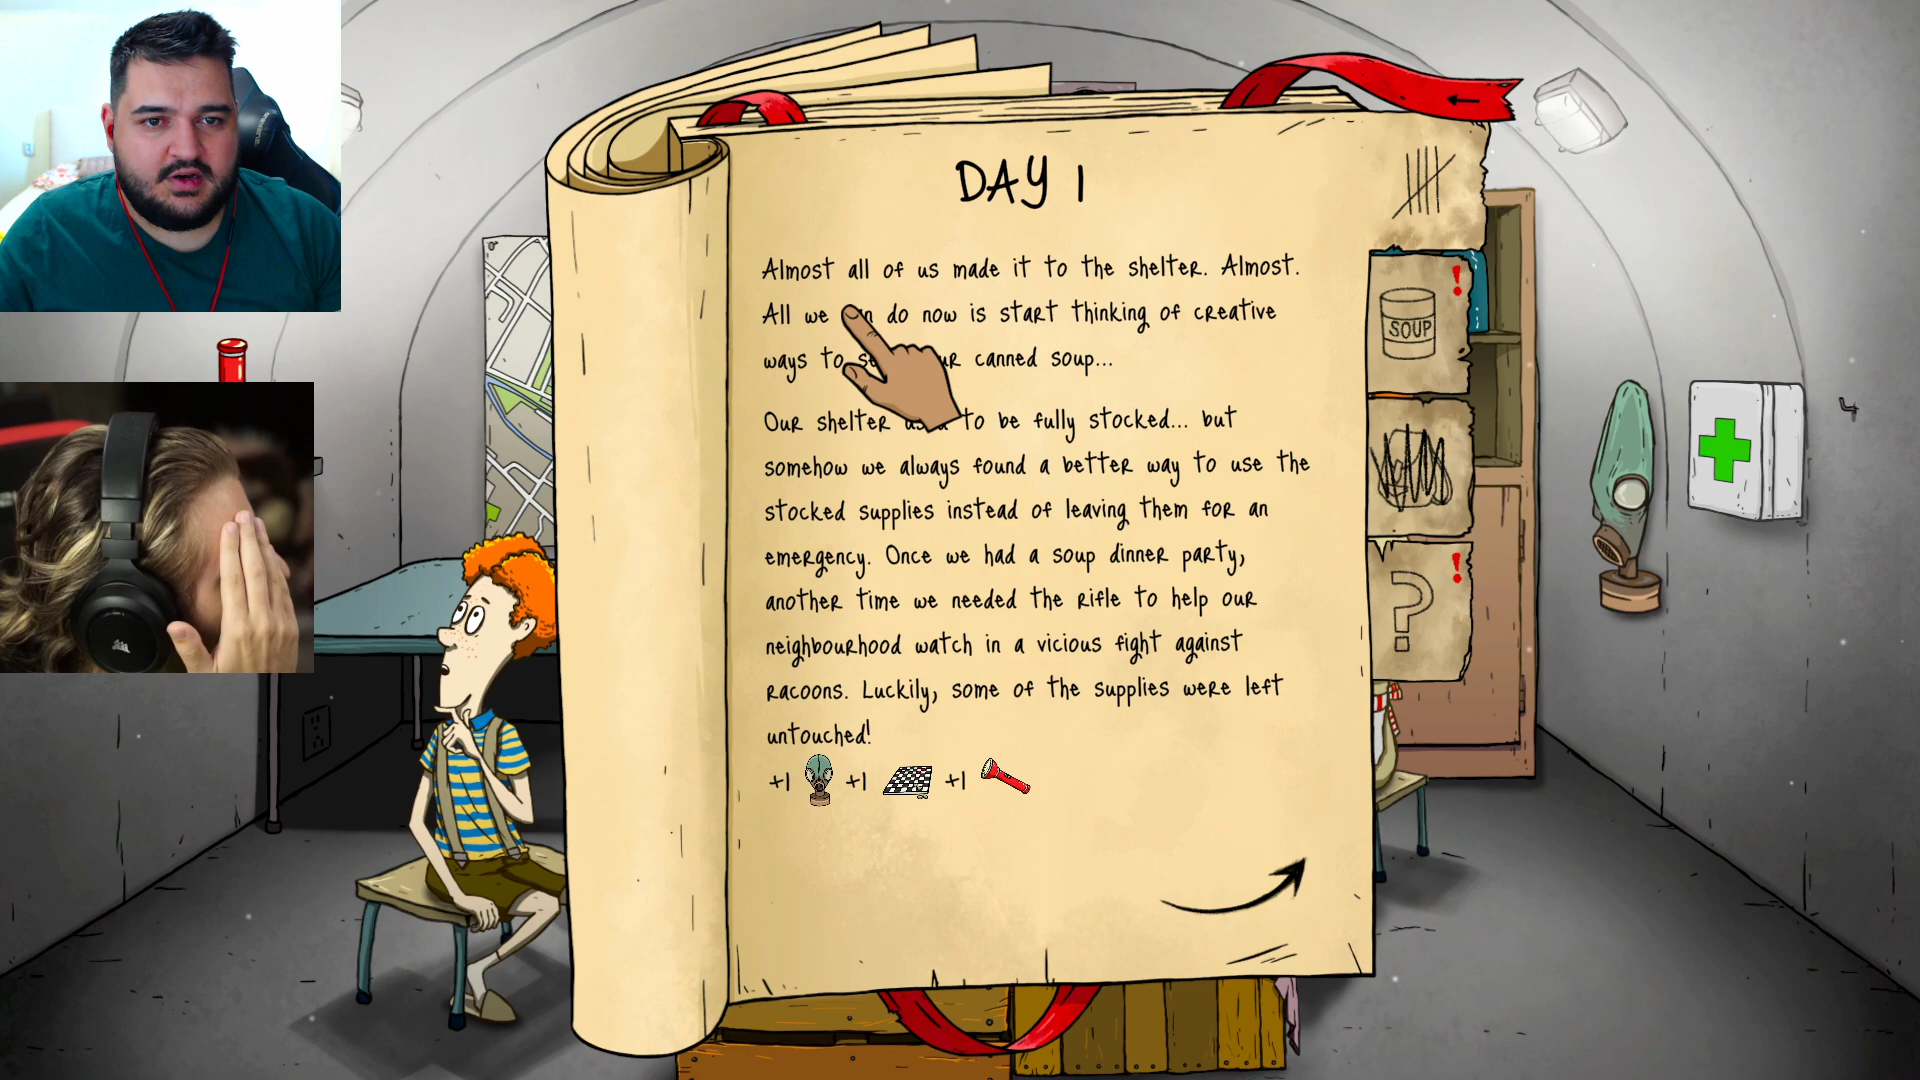 DAY 1
Almost all of us made it to the shelter. Almost.
All we do now is start thinking of creative
ways to canned soup...
Our shelter to be fully stocked... but
somehow we always found a better way to use the
stocked supplies instead of leaving them for an
emergency. Once we had a soup dinner party,
another time we needed the rifle to help our
neighbourhood watch in a vicious fight against
racoons. Luckily, some of the supplies were left
untouched!
+1 +1 +1
!
SOUP
!
?